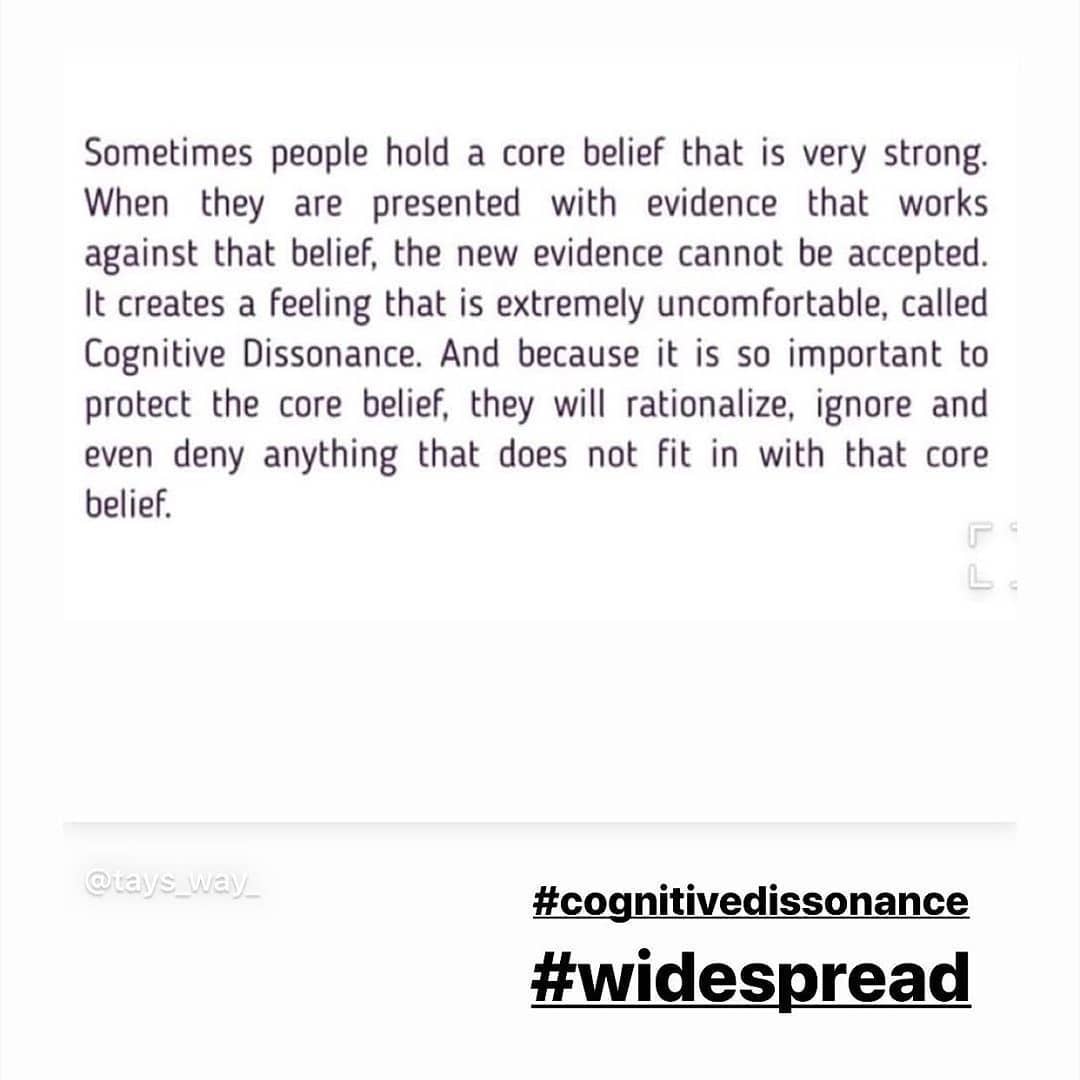 Sometimes people hold a core belief that is very strong.
When they are presented with evidence that works
against that belief, the new evidence cannot be accepted.
It creates a feeling that is extremely uncomfortable, called
Cognitive Dissonance. And because it is so important to
protect the core belief, they will rationalize, ignore and
even deny anything that does not fit in with that core
belief.
@tays_way_
#cognitivedissonance
#widespread